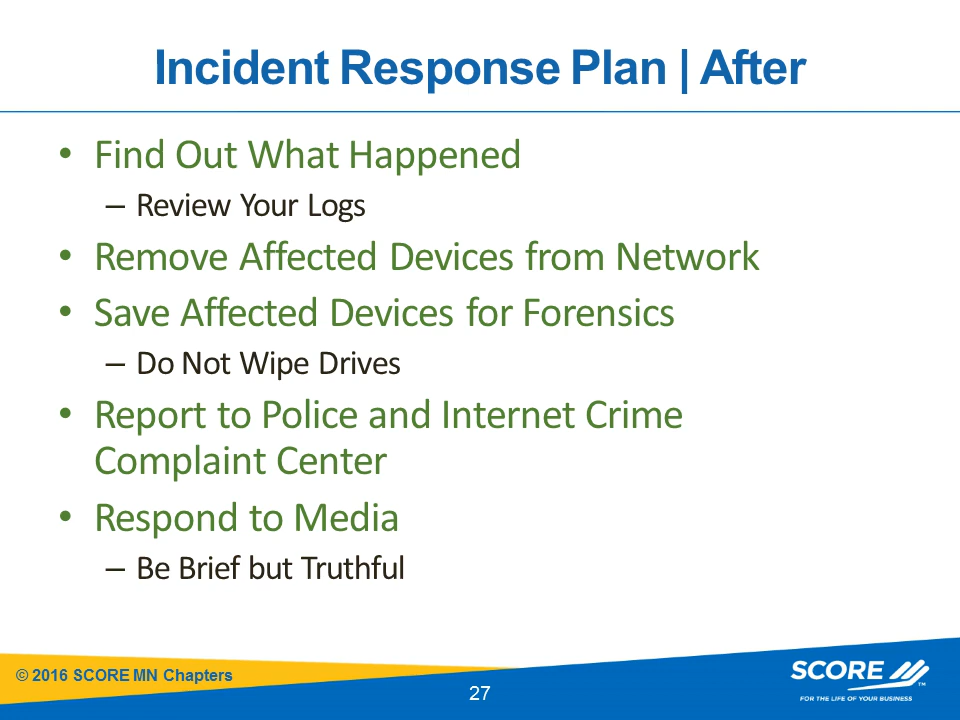 Incident Response Plan | After
• Find Out What Happened
– Review Your Logs
• Remove Affected Devices from Network
• Save Affected Devices for Forensics
– Do Not Wipe Drives
• Report to Police and Internet Crime
Complaint Center
• Respond to Media
– Be Brief but Truthful
© 2016 SCORE MN Chapters
27
SCORE
TM
FOR THE LIFE OF YOUR BUSINESS